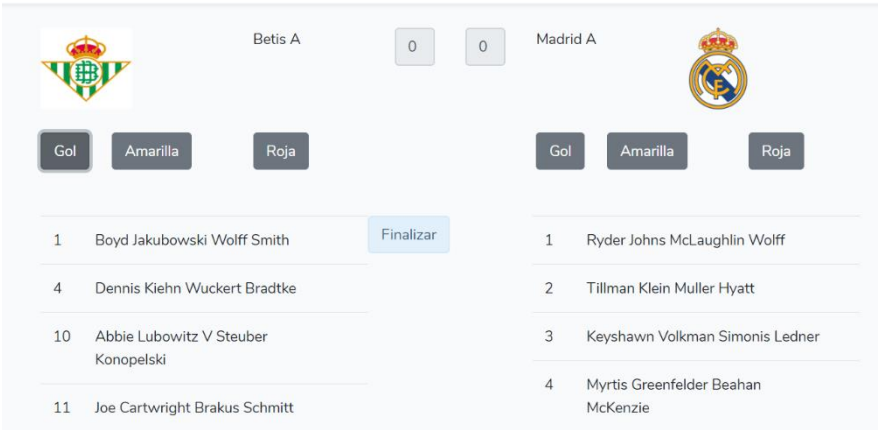 Betis A
0
0
Madrid A
Gol
Amarilla
Roja
Gol
Amarilla
Roja
1 Boyd Jakubowski Wolff Smith
4 Dennis Kiehn Wuckert Bradtke
10 Abbie Lubowitz V Steuber
Konopelski
11 Joe Cartwright Brakus Schmitt
Finalizar
1 Ryder Johns McLaughlin Wolff
2 Tillman Klein Muller Hyatt
3 Keyshawn Volkman Simonis Ledner
4 Myrtis Greenfelder Beahan
McKenzie